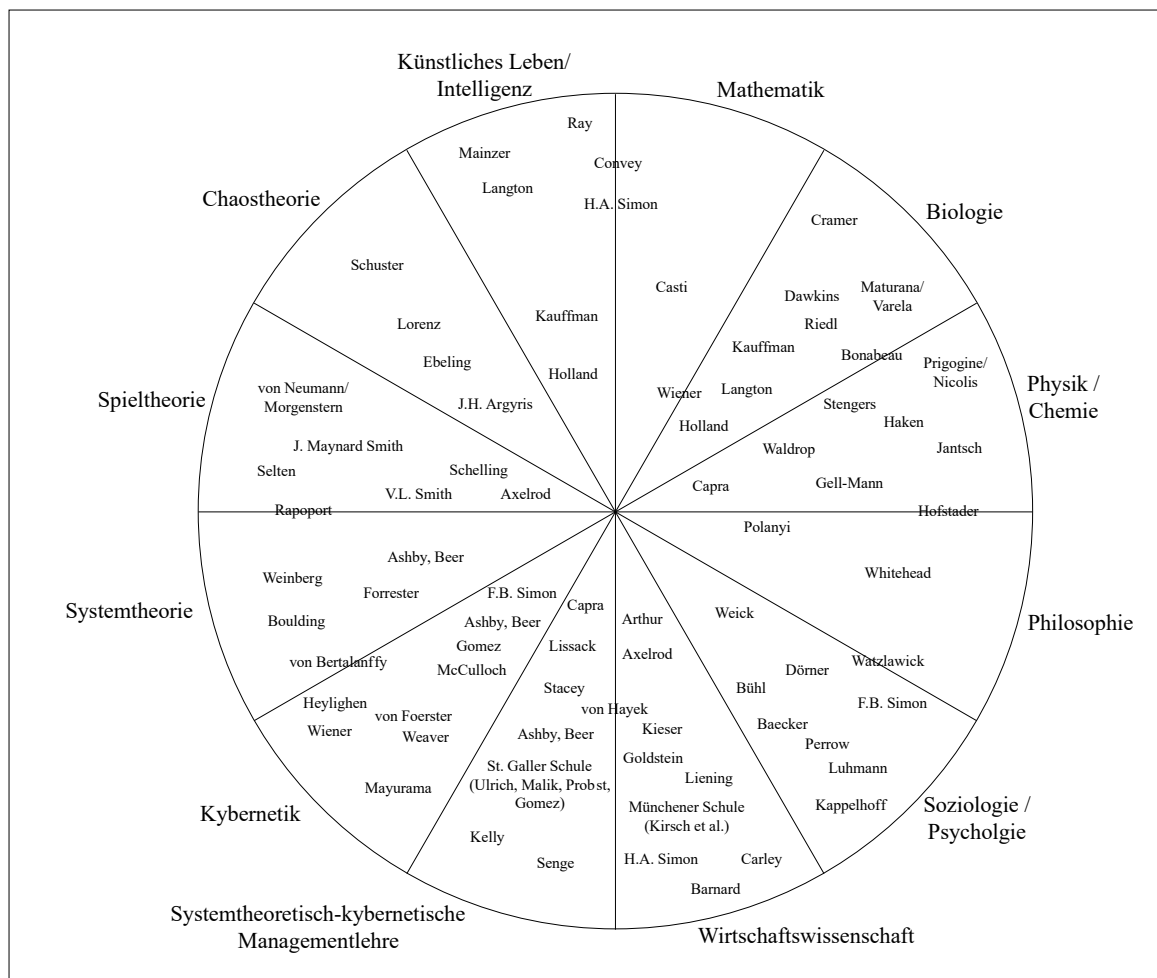 Künstliches Leben/
Intelligenz
Mathematik
Ray
Mainzer
Convey
Langton
H.A. Simon
Casti
Kauffman
Holland
Wiener
Biologie
Cramer
Maturana/
Varela
Dawkins
Riedl
Kauffman
Bonabeau
Langton
Holland
Physik /
Chemie
Prigogine/
Nicolis
Stengers
Haken
Waldrop
Jantsch
Gell-Mann
Capra
Hofstader
Philosophie
Polanyi
Whitehead
Weick
Watzlawick
Soziologie /
Psycholgie
Dörner
Bühl
F.B. Simon
Baecker
Perrow
Luhmann
Kappelhoff
Wirtschaftswissenschaft
Arthur
Axelrod
von Hayek
Kieser
Goldstein
Liening
Münchener Schule
(Kirsch et al.)
H.A. Simon
Carley
Barnard
Systemtheoretisch-kybernetische
Managementlehre
Capra
Lissack
Stacey
Ashby, Beer
St. Galler Schule
(Ulrich, Malik, Probst,
Gomez)
Kelly
Senge
Kybernetik
F.B. Simon
Ashby, Beer
Gomez
McCulloch
Heylighen
von Foerster
Wiener
Weaver
Mayurama
Systemtheorie
Ashby, Beer
Weinberg
Forrester
Boulding
von Bertalanffy
Spieltheorie
von Neumann/
Morgenstern
J. Maynard Smith
Selten
Schelling
V.L. Smith
Axelrod
Rapoport
Chaostheorie
Schuster
Lorenz
Ebeling
J.H. Argyris